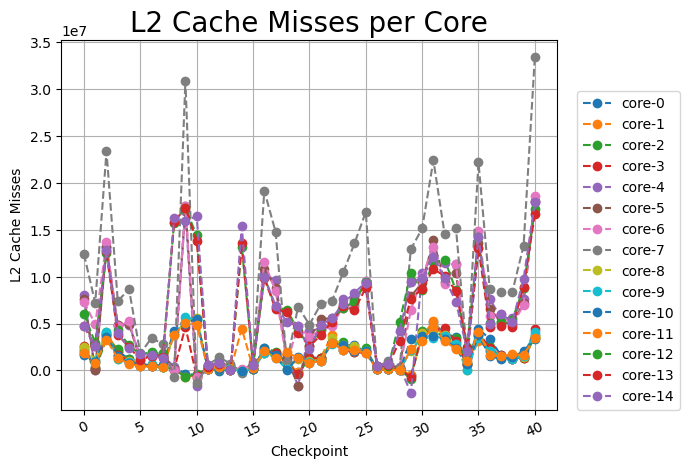 L2 Cache Misses per Core
1e7
3.5
3.0
2.5
2.0
1.5
1.0
0.5
0.0
L2 Cache Misses
0 5 10 15 20 25 30 35 40
Checkpoint
core-0
core-1
core-2
core-3
core-4
core-5
core-6
core-7
core-8
core-9
core-10
core-11
core-12
core-13
core-14